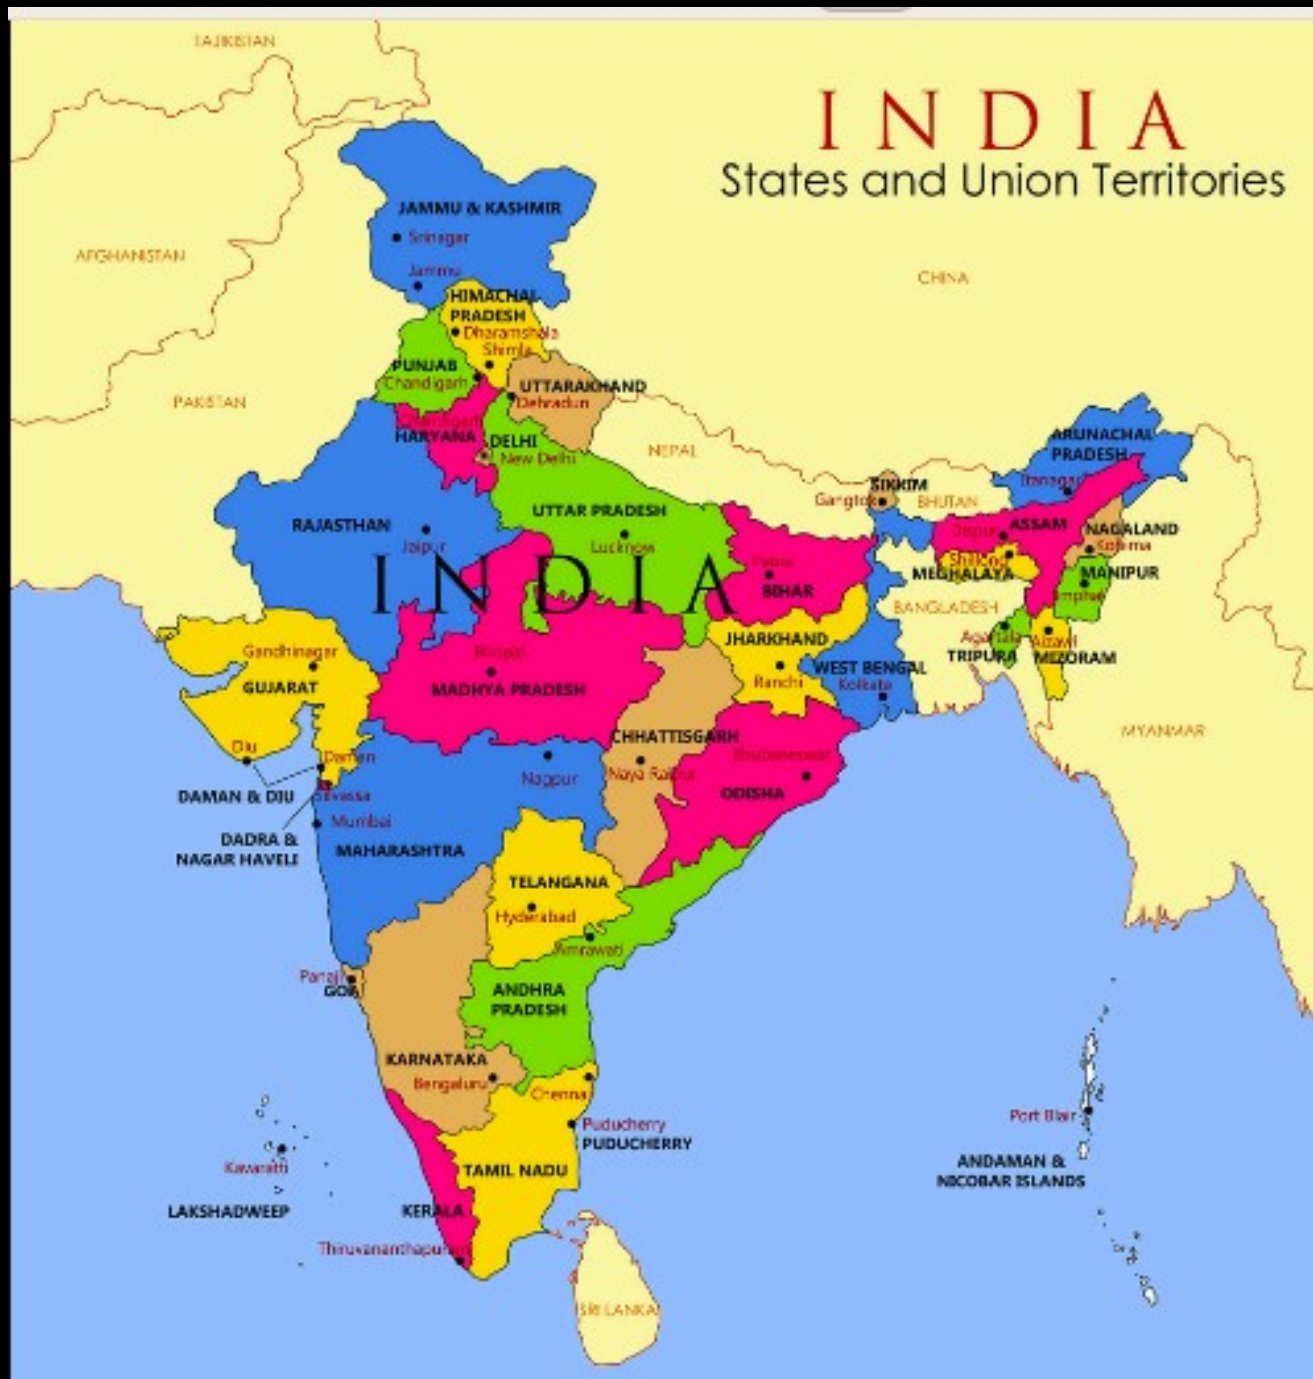 TAJIKISTAN
INDIA
States and Union Territories
JAMMU & KASHMIR
Srinagar
AFGHANISTAN
Jammu
CHINA
HIMACHAL
PRADESH
Dharamshala
Shimla
PUNJAB
Chandigarh
UTTARAKHAND
Dehradun
PAKISTAN
Chandigarh
HARYANA
DELHI
New Delhi
NEPAL
ARUNACHAL
PRADESH
Itanagar
SIKKIM
Gangtok
BHUTAN
RAJASTHAN
Jaipur
UTTAR PRADESH
Lucknow
Dispur
ASSAM
NAGALAND
Kohima
Shillong
MEGHALAYA
MANIPUR
Imphal
INDIA
Patna
BIHAR
BANGLADESH
Agartala
TRIPURA
Aizawl
MIZORAM
Gandhinagar
GUJARAT
Bhopal
MADHYA PRADESH
JHARKHAND
Ranchi
WEST BENGAL
Kolkata
MYANMAR
Diu
Daman
DAMAN & DIU
Silvassa
Nagpur
CHHATTISGARH
Naya Raipur
Bhubaneswar
ODISHA
Mumbai
DADRA &
NAGAR HAVELI
MAHARASHTRA
TELANGANA
Hyderabad
Amrawati
Panaji
GOA
ANDHRA
PRADESH
KARNATAKA
Bengaluru
Chennai
Puducherry
PUDUCHERRY
Port Blair
ANDAMAN &
NICOBAR ISLANDS
Kavaratti
LAKSHADWEEP
TAMIL NADU
KERALA
Thiruvananthapuram
SRI LANKA